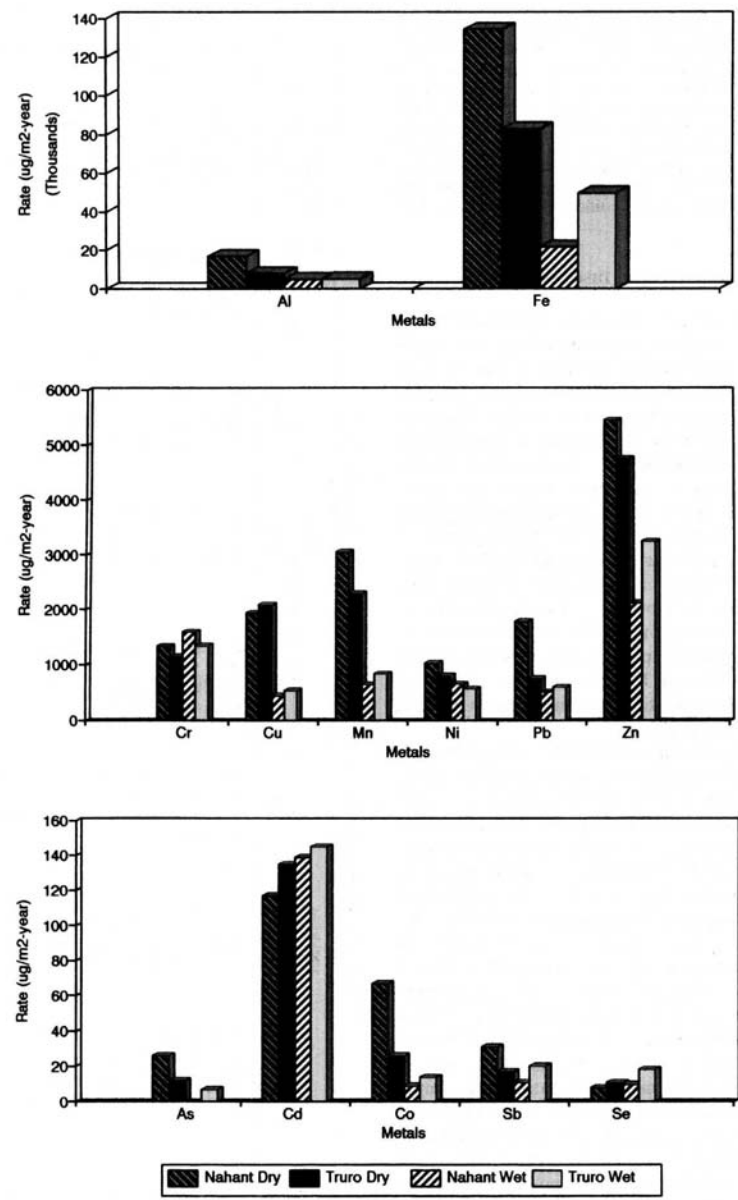 140
120
100
80
60
40
20
0
Rate (ug/m2-year)
(Thousands)
Al Fe
Metals
6000
5000
4000
3000
2000
1000
0
Rate (ug/m2-year)
Cr Cu Mn Ni Pb Zn
Metals
160
140
120
100
80
60
40
20
0
Rate (ug/m2-year)
As Cd Co Sb Se
Metals
Nahant Dry Truro Dry Nahant Wet Truro Wet